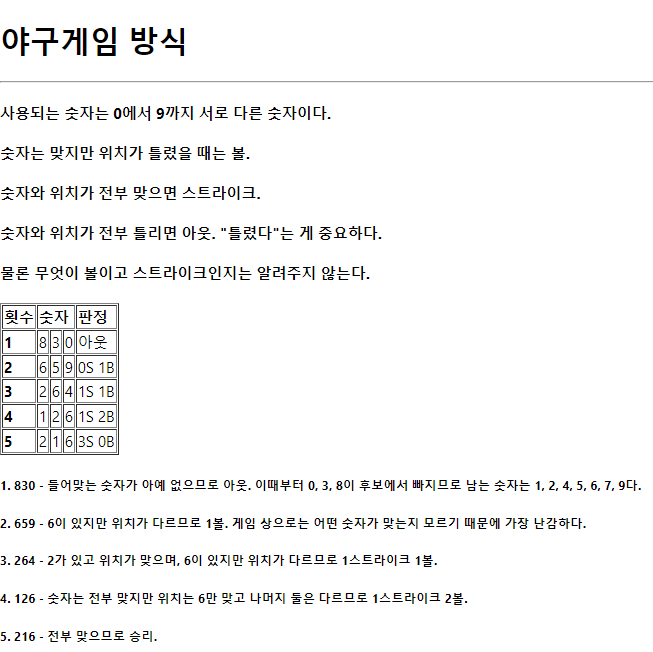 야구게임 방식
사용되는 숫자는 0에서 9까지 서로 다른 숫자이다.
숫자는 맞지만 위치가 틀렸을 때는 볼.
숫자와 위치가 전부 맞으면 스트라이크.
숫자와 위치가 전부 틀리면 아웃. "틀렸다"는 게 중요하다.
물론 무엇이 볼이고 스트라이크인지는 알려주지 않는다.
횟수 숫자 판정
1 8 3 0 아웃
2 6 5 9 0S 1B
3 2 6 4 1S 1B
4 1 2 6 1S 2B
5 2 1 6 3S 0B
1. 830 - 들어맞는 숫자가 아예 없으므로 아웃. 이때부터 0, 3, 8이 후보에서 빠지므로 남는 숫자는 1, 2, 4, 5, 6, 7, 9다.
2. 659 - 6이 있지만 위치가 다르므로 1볼. 게임 상으로는 어떤 숫자가 맞는지 모르기 때문에 가장 난감하다.
3. 264 - 2가 있고 위치가 맞으며, 6이 있지만 위치가 다르므로 1스트라이크 1볼.
4. 126 - 숫자는 전부 맞지만 위치는 6만 맞고 나머지 둘은 다르므로 1스트라이크 2볼.
5. 216 - 전부 맞으므로 승리.